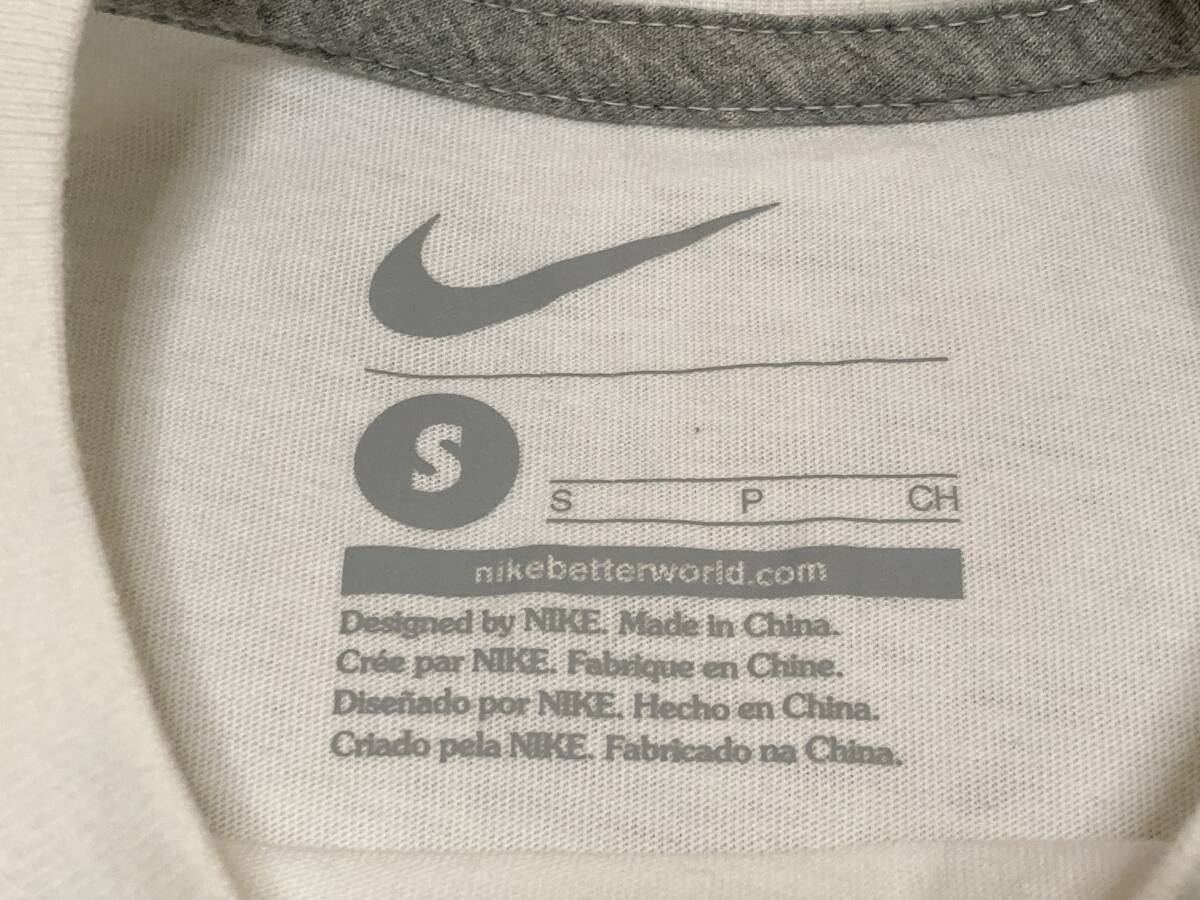 S
S P CH
nikebetterworld.com
Designed by NIKE. Made in China.
Crée par NIKE. Fabrique en Chine.
Diseñado por NIKE. Hecho en China.
Criado pela NIKE. Fabricado na China.